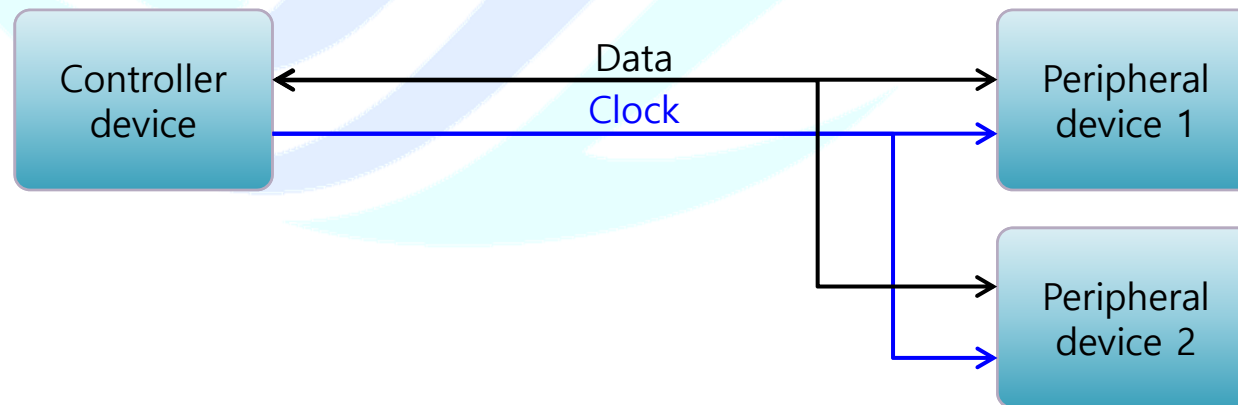 Controller
device
Data
Clock
Peripheral
device 1
Peripheral
device 2